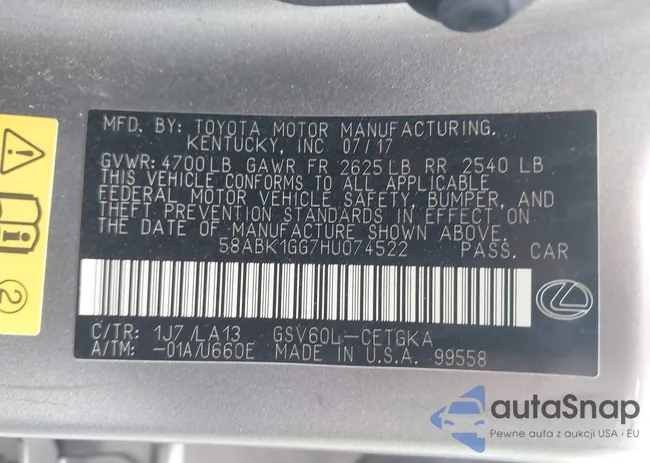 MFD. BY: TOYOTA MOTOR MANUFACTURING.
KENTUCKY, INC 07/17
GVWR: 4700 LB GAWR FR 2625 LB RR 2540 LB
THIS VEHICLE CONFORMS TO ALL APPLICABLE
FEDERAL MOTOR VEHICLE SAFETY, BUMPER, AND
THEFT PREVENTION STANDARDS IN EFFECT ON
THE DATE OF MANUFACTURE SHOWN ABOVE.
58ABK1GG7HU074522 PASS. CAR
C/TR: 1J7 /LA13 GSV60L-CETGKA
A/TM: -01A/U660E MADE IN U.S.A. 99558
2
autaSnap
Pewne auta z aukcji USA i EU